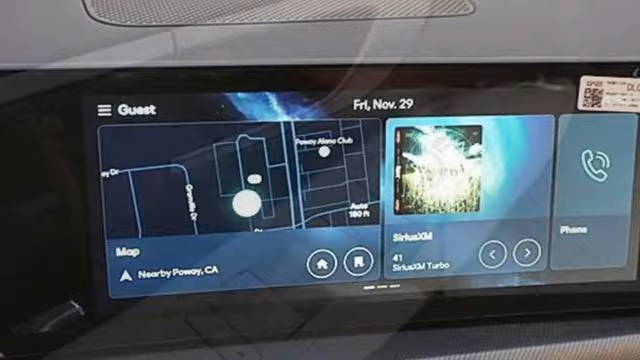 Guest
Fri, Nov. 29
Poway Alano Club
Auto
180 ft
Map
Nearby Poway, CA
SiriusXM
41
SiriusXM Turbo
Phone